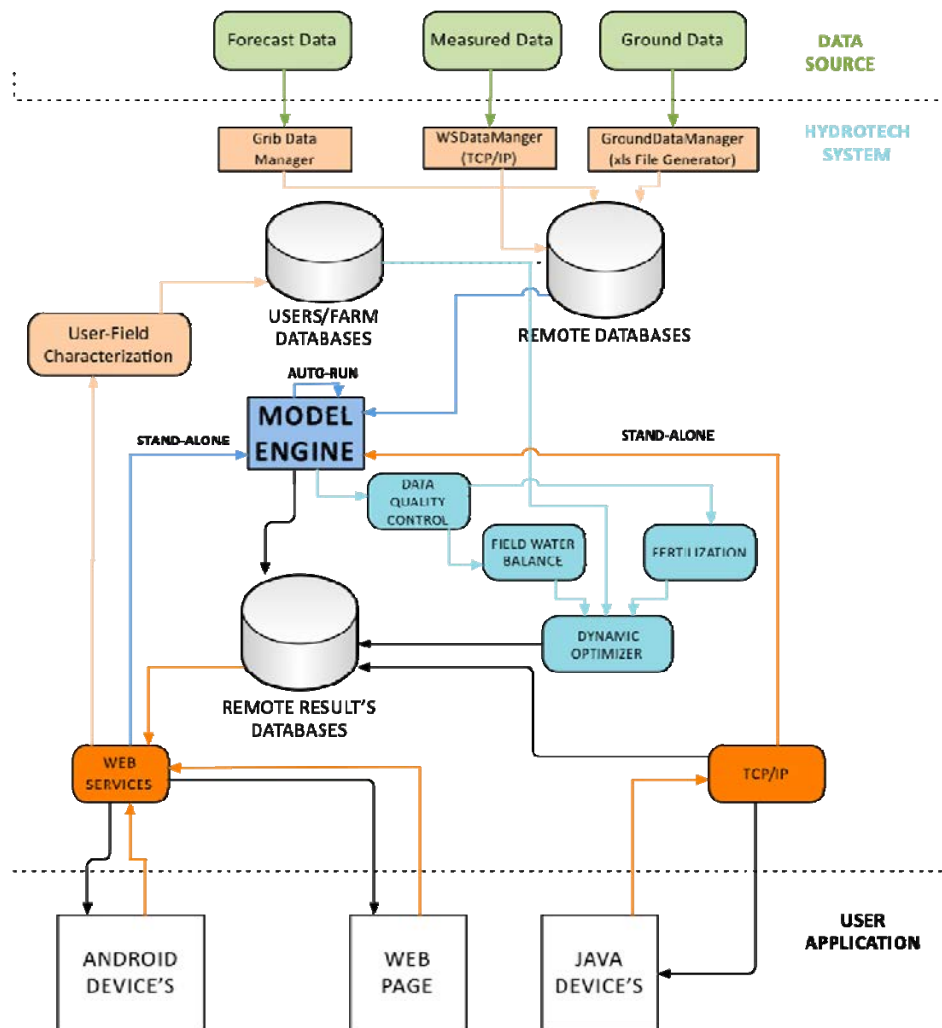 Forecast Data
Measured Data
Ground Data
DATA
SOURCE
HYDROTECH
SYSTEM
Grib Data
Manager
WSDataManger
(TCP/IP)
GroundDataManager
(xls File Generator)
USERS/FARM
DATABASES
REMOTE DATABASES
User-Field
Characterization
AUTO-RUN
MODEL
ENGINE
STAND-ALONE
STAND-ALONE
DATA
QUALITY
CONTROL
FIELD WATER
BALANCE
FERTILIZATION
DYNAMIC
OPTIMIZER
REMOTE RESULT'S
DATABASES
WEB
SERVICES
TCP/IP
USER
APPLICATION
ANDROID
DEVICE'S
WEB
PAGE
JAVA
DEVICE'S